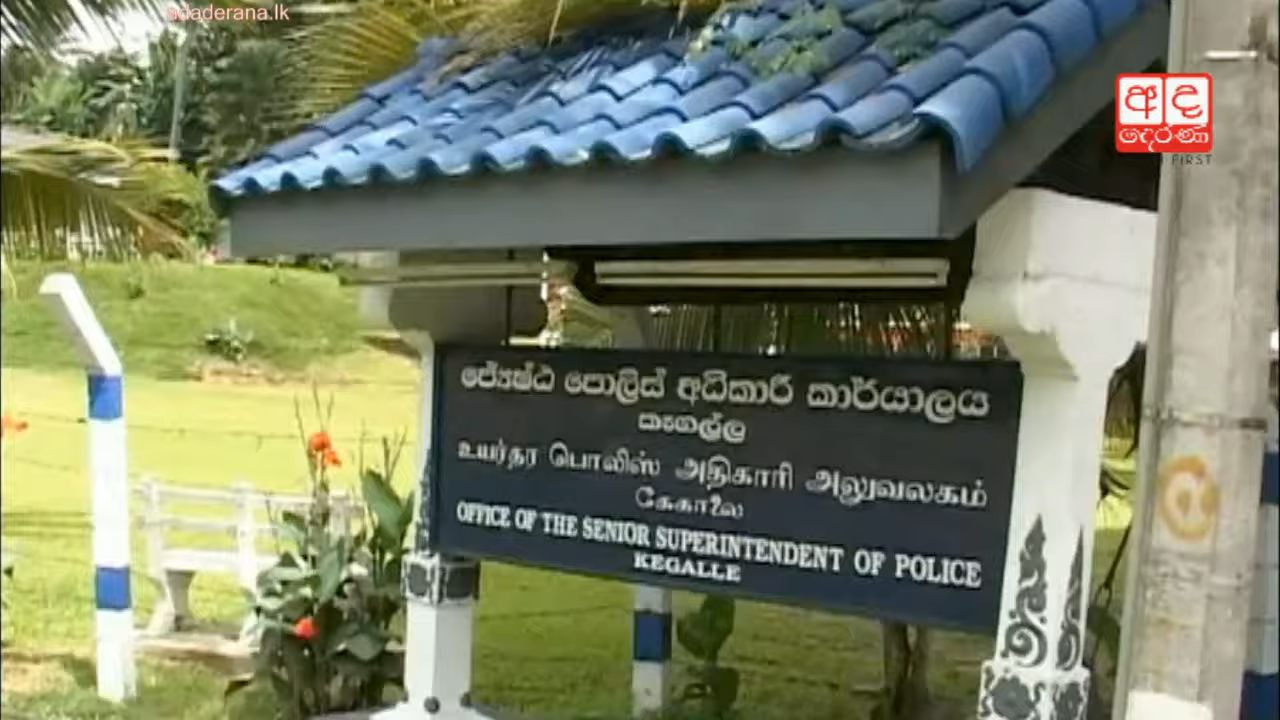 adaderana.lk
අද
දෙරණ
FIRST
ජ්‍යෙෂ්ඨ පොලිස් අධිකාරී කාර්යාලය
කෑගල්ල
உயர்தர பொலிஸ் அதிகாரி அலுவலகம்
கேகாலை
OFFICE OF THE SENIOR SUPERINTENDENT OF POLICE
KEGALLE